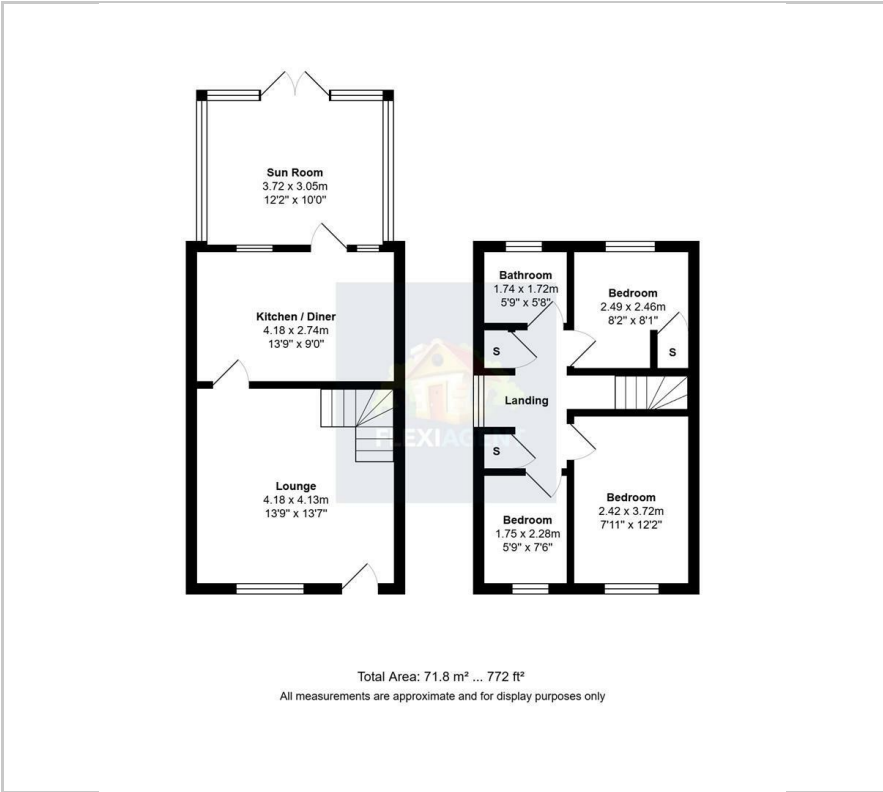 Sun Room
3.72 x 3.05m
12'2" x 10'0"
Kitchen / Diner
4.18 x 2.74m
13'9" x 9'0"
Lounge
4.18 x 4.13m
13'9" x 13'7"
Bathroom
1.74 x 1.72m
5'9" x 5'8"
Bedroom
2.49 x 2.46m
8'2" x 8'1"
S
S
Landing
S
Bedroom
2.42 x 3.72m
7'11" x 12'2"
Bedroom
1.75 x 2.28m
5'9" x 7'6"
FLEXIAGENT
Total Area: 71.8 m² ... 772 ft²
All measurements are approximate and for display purposes only